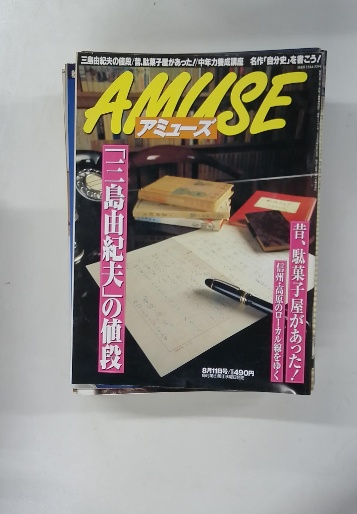 三島由紀夫の値段/昔、駄菓子屋があった!/中年力養成講座 名作「自分史」を書こう!
AMUSE
アミューズ
「三島由紀夫」の値段
昔、駄菓子屋があった!
信州・高原のローカル線をゆく
8月11日号/490円